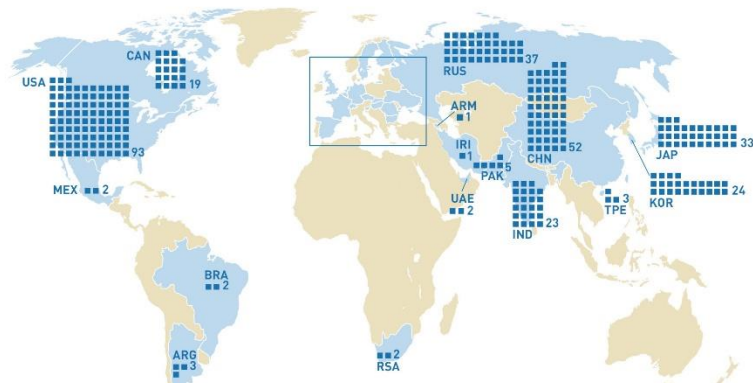 CAN
19
USA
93
MEX 2
BRA
2
ARG
3
2
RSA
RUS
37
ARM
1
IRI
1
PAK
5
UAE
2
CHN
52
IND
23
JAP
33
KOR
24
3
TPE